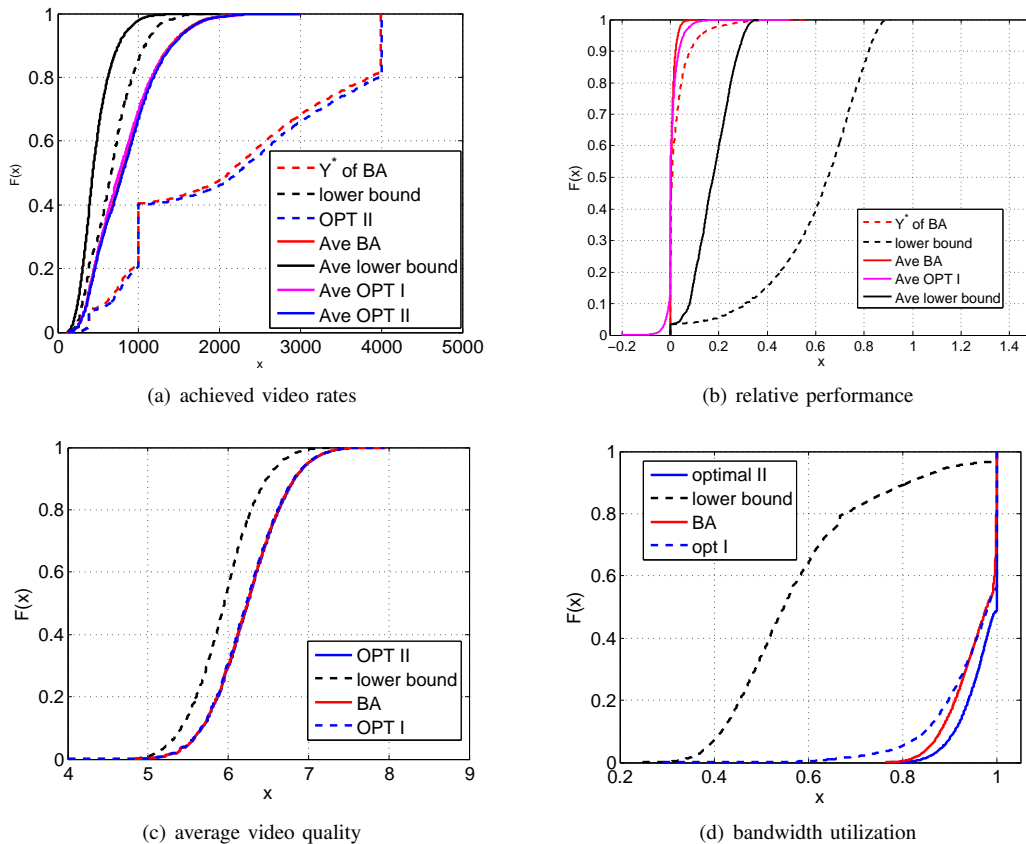 1
0.8
0.6
0.4
0.2
0
F(x)
Y* of BA
lower bound
OPT II
Ave BA
Ave lower bound
Ave OPT I
Ave OPT II
0 1000 2000 3000 4000 5000
x
(a) achieved video rates
1
0.9
0.8
0.7
0.6
0.5
0.4
0.3
0.2
0.1
0
F(x)
Y* of BA
lower bound
Ave BA
Ave OPT I
Ave lower bound
−0.2 0 0.2 0.4 0.6 0.8 1 1.2 1.4
x
(b) relative performance
1
0.8
0.6
0.4
0.2
0
F(x)
OPT II
lower bound
BA
OPT I
4 5 6 7 8 9
x
(c) average video quality
1
0.8
0.6
0.4
0.2
0
F(x)
optimal II
lower bound
BA
opt I
0.2 0.4 0.6 0.8 1
x
(d) bandwidth utilization